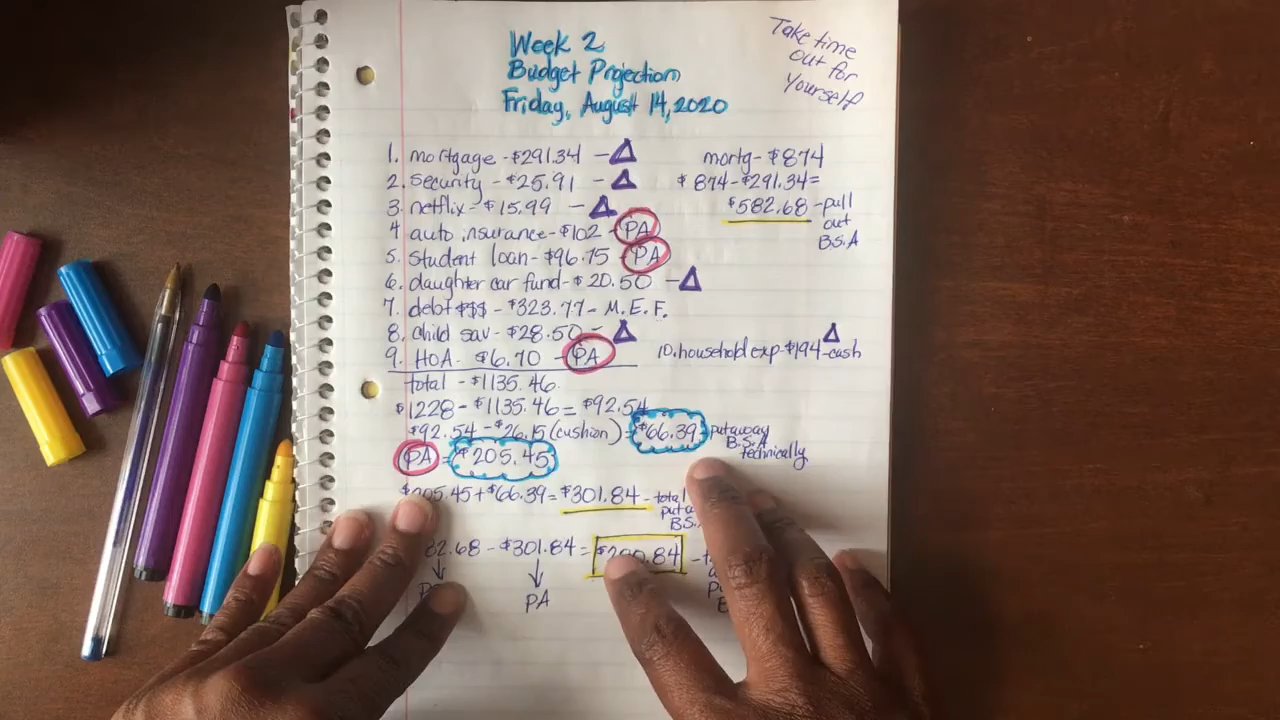 Week 2
Budget Projection
Friday, August 14, 2020
Take time
out for
Yourself
1. mortgage - $291.34 - Δ
2. security - $25.91 - Δ
3. netflix - $15.99 - Δ
4 auto insurance - $102 - PA
5. student loan - $96.75 - PA
6. daughter car fund - $20.50 - Δ
7. debt $$$ - $323.77 - M.E.F.
8. child sav - $28.50 - Δ
9. HOA - $6.70 - PA
mortg - $874
$874 - $291.34 =
$582.68 - pull
out
B.S.A
10. household exp - $194 - cash Δ
total - $1135.46
$1228 - $1135.46 = $92.54
$92.54 - $26.15 (cushion) = $66.39 - put away
B.S.A
technically
PA = $205.45
$205.45 + $66.39 = $301.84 - total
B.S.
82.68 - $301.84 = .84 -
PA